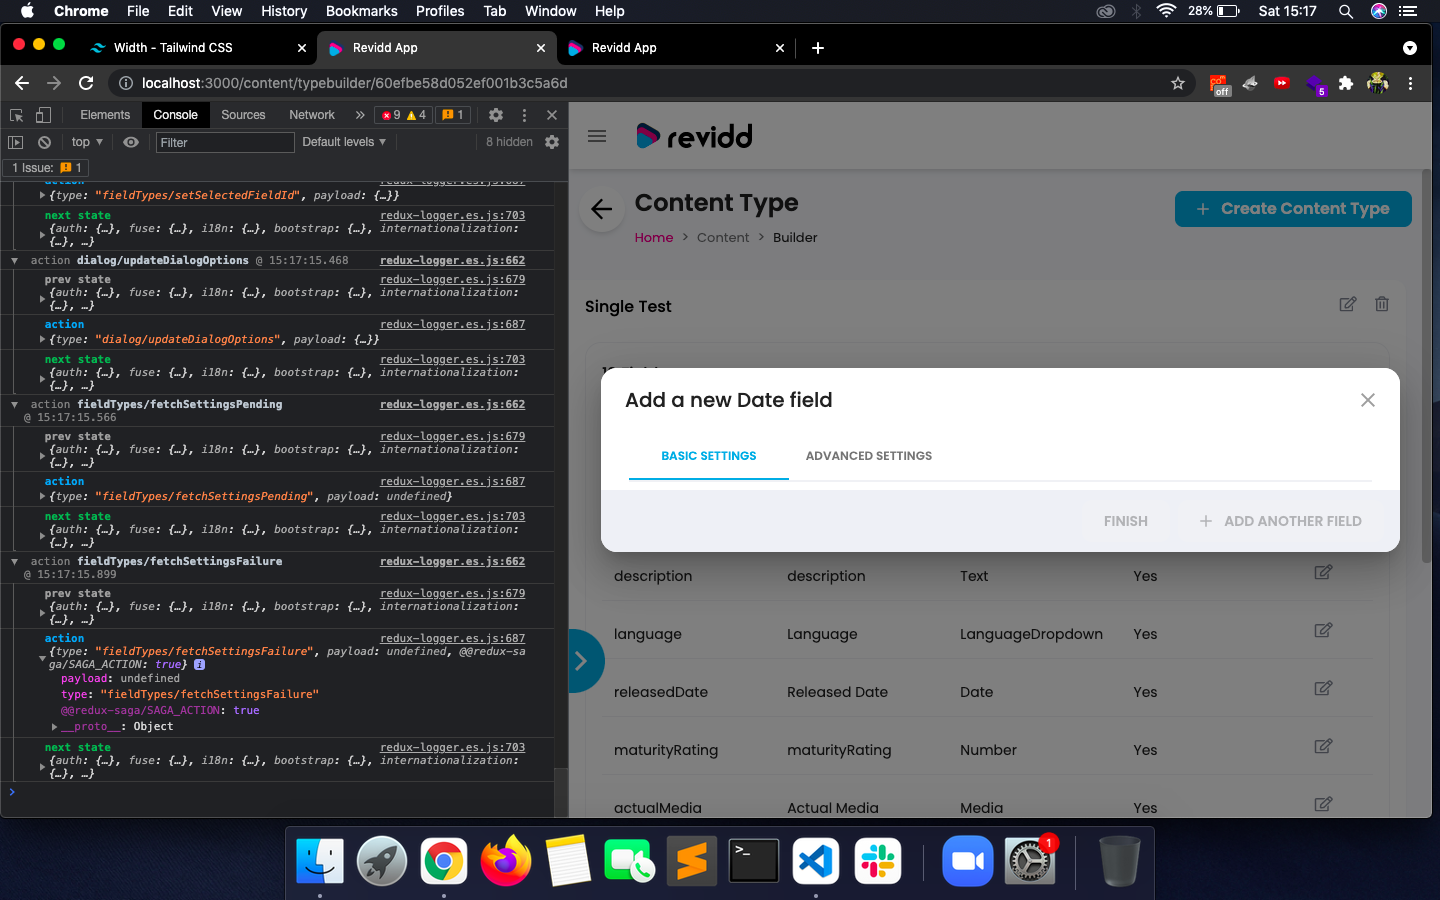 Chrome File Edit View History Bookmarks Profiles Tab Window Help 28% Sat 15:17
Width - Tailwind CSS Revidd App Revidd App
localhost:3000/content/typebuilder/60efbe58d052ef001b3c5a6d off 5
Elements Console Sources Network » 9 4 1
top Filter Default levels 8 hidden
1 Issue: 1
action redux-logger.es.js:687
{type: "fieldTypes/setSelectedFieldId", payload: {…}}
next state redux-logger.es.js:703
{auth: {…}, fuse: {…}, i18n: {…}, bootstrap: {…}, internationalization:
{…}, …}
action dialog/updateDialogOptions @ 15:17:15.468 redux-logger.es.js:662
prev state redux-logger.es.js:679
{auth: {…}, fuse: {…}, i18n: {…}, bootstrap: {…}, internationalization:
{…}, …}
action redux-logger.es.js:687
{type: "dialog/updateDialogOptions", payload: {…}}
next state redux-logger.es.js:703
{auth: {…}, fuse: {…}, i18n: {…}, bootstrap: {…}, internationalization:
{…}, …}
action fieldTypes/fetchSettingsPending redux-logger.es.js:662
@ 15:17:15.566
prev state redux-logger.es.js:679
{auth: {…}, fuse: {…}, i18n: {…}, bootstrap: {…}, internationalization:
{…}, …}
action redux-logger.es.js:687
{type: "fieldTypes/fetchSettingsPending", payload: undefined}
next state redux-logger.es.js:703
{auth: {…}, fuse: {…}, i18n: {…}, bootstrap: {…}, internationalization:
{…}, …}
action fieldTypes/fetchSettingsFailure redux-logger.es.js:662
@ 15:17:15.899
prev state redux-logger.es.js:679
{auth: {…}, fuse: {…}, i18n: {…}, bootstrap: {…}, internationalization:
{…}, …}
action redux-logger.es.js:687
{type: "fieldTypes/fetchSettingsFailure", payload: undefined, @@redux-sa
ga/SAGA_ACTION: true} i
payload: undefined
type: "fieldTypes/fetchSettingsFailure"
@@redux-saga/SAGA_ACTION: true
__proto__: Object
next state redux-logger.es.js:703
{auth: {…}, fuse: {…}, i18n: {…}, bootstrap: {…}, internationalization:
{…}, …}
revidd
Content Type
Home > Content > Builder
+ Create Content Type
Single Test
Add a new Date field
BASIC SETTINGS ADVANCED SETTINGS
FINISH + ADD ANOTHER FIELD
description description Text Yes
language Language LanguageDropdown Yes
releasedDate Released Date Date Yes
maturityRating maturityRating Number Yes
actualMedia Actual Media Media Yes
>_
1